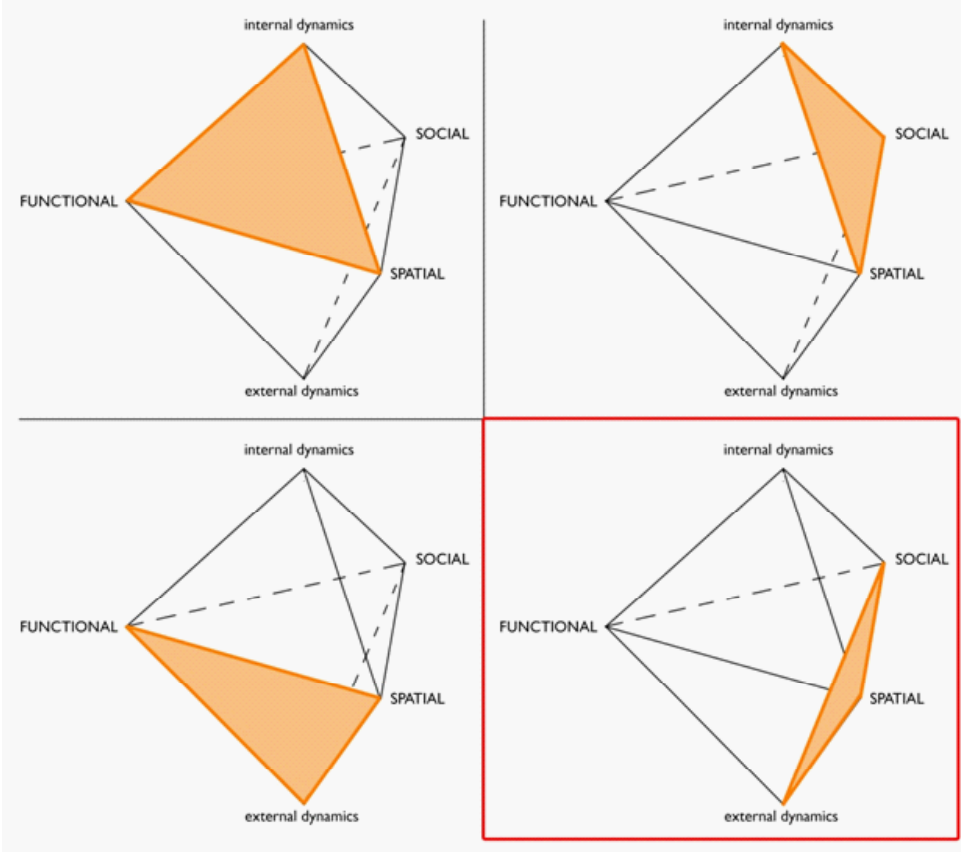 internal dynamics
SOCIAL
FUNCTIONAL
SPATIAL
external dynamics
internal dynamics
SOCIAL
FUNCTIONAL
SPATIAL
external dynamics
internal dynamics
SOCIAL
FUNCTIONAL
SPATIAL
external dynamics
internal dynamics
SOCIAL
FUNCTIONAL
SPATIAL
external dynamics